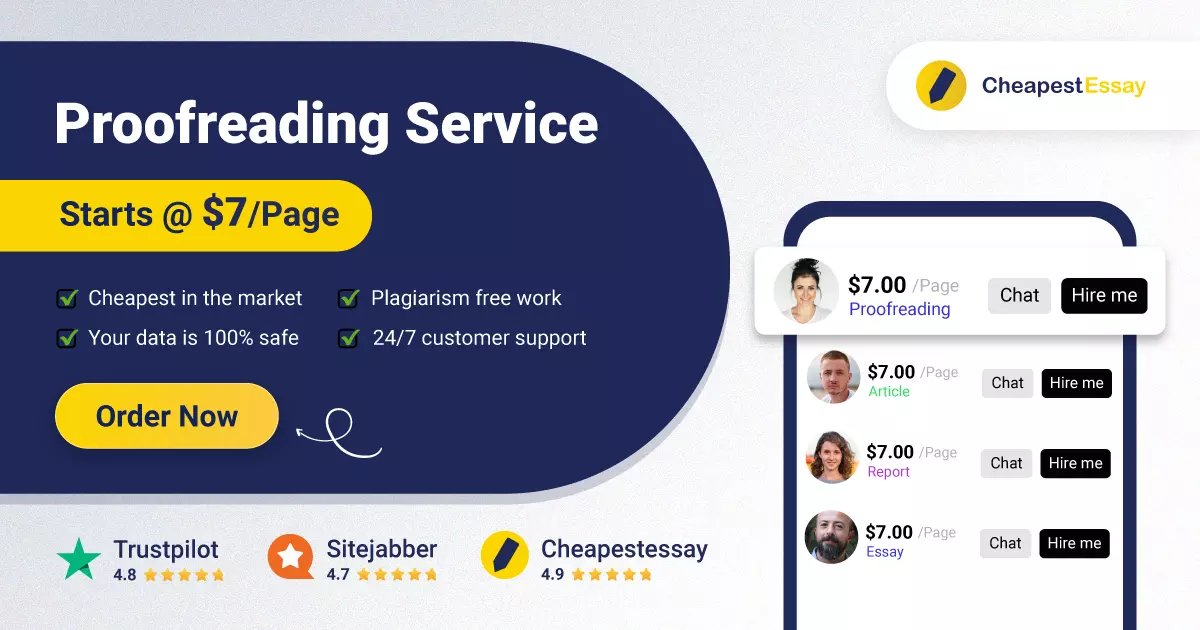 CheapestEssay
Proofreading Service
Starts @ $7/Page
Cheapest in the market
Plagiarism free work
Your data is 100% safe
24/7 customer support
Order Now
$7.00 /Page
Proofreading
Chat
Hire me
$7.00 /Page
Article
Chat
Hire me
$7.00 /Page
Report
Chat
Hire me
$7.00 /Page
Essay
Chat
Hire me
Trustpilot
4.8
Sitejabber
4.7
Cheapestessay
4.9